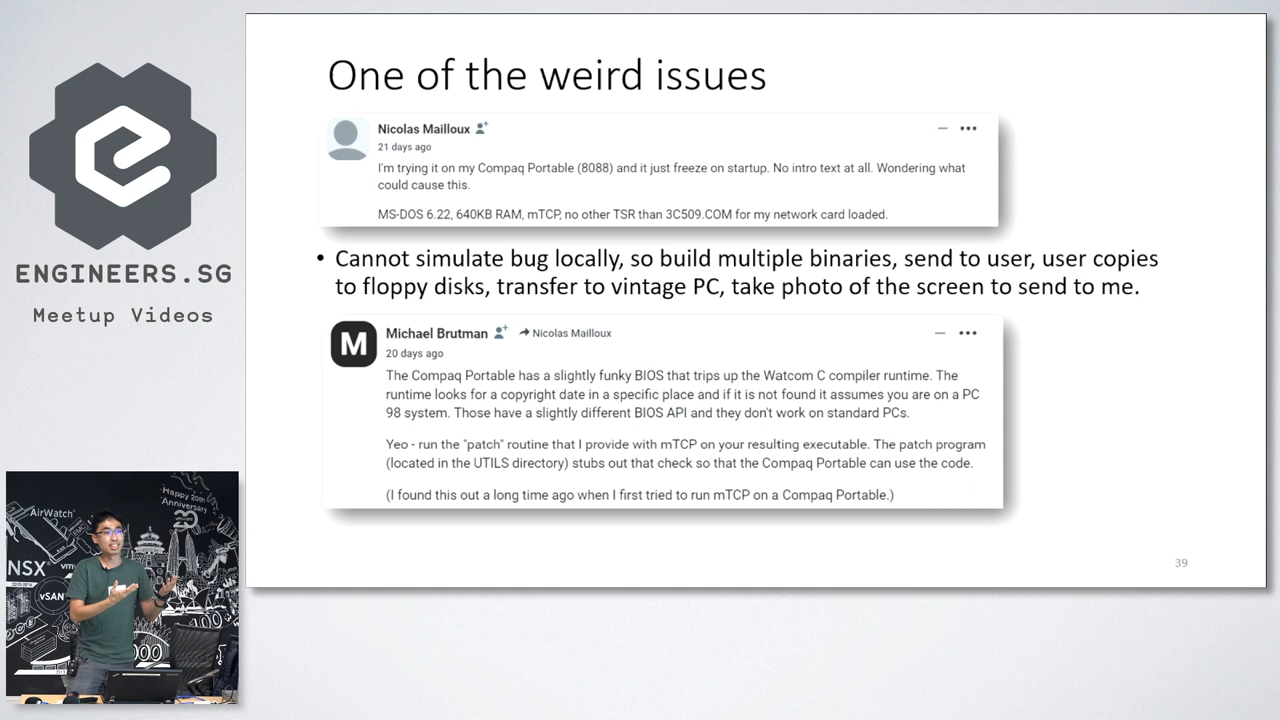 One of the weird issues
Nicolas Mailloux
21 days ago
I'm trying it on my Compaq Portable (8088) and it just freeze on startup. No intro text at all. Wondering what
could cause this.
MS-DOS 6.22, 640KB RAM, mTCP, no other TSR than 3C509.COM for my network card loaded.
• Cannot simulate bug locally, so build multiple binaries, send to user, user copies
to floppy disks, transfer to vintage PC, take photo of the screen to send to me.
M
Michael Brutman
Nicolas Mailloux
20 days ago
The Compaq Portable has a slightly funky BIOS that trips up the Watcom C compiler runtime. The
runtime looks for a copyright date in a specific place and if it is not found it assumes you are on a PC
98 system. Those have a slightly different BIOS API and they don't work on standard PCs.
Yeo - run the "patch" routine that I provide with mTCP on your resulting executable. The patch program
(located in the UTILS directory) stubs out that check so that the Compaq Portable can use the code.
(I found this out a long time ago when I first tried to run mTCP on a Compaq Portable.)
39
ENGINEERS.SG
Meetup Videos
AirWatch
Happy 20th
Anniversary
20
NSX
vSAN